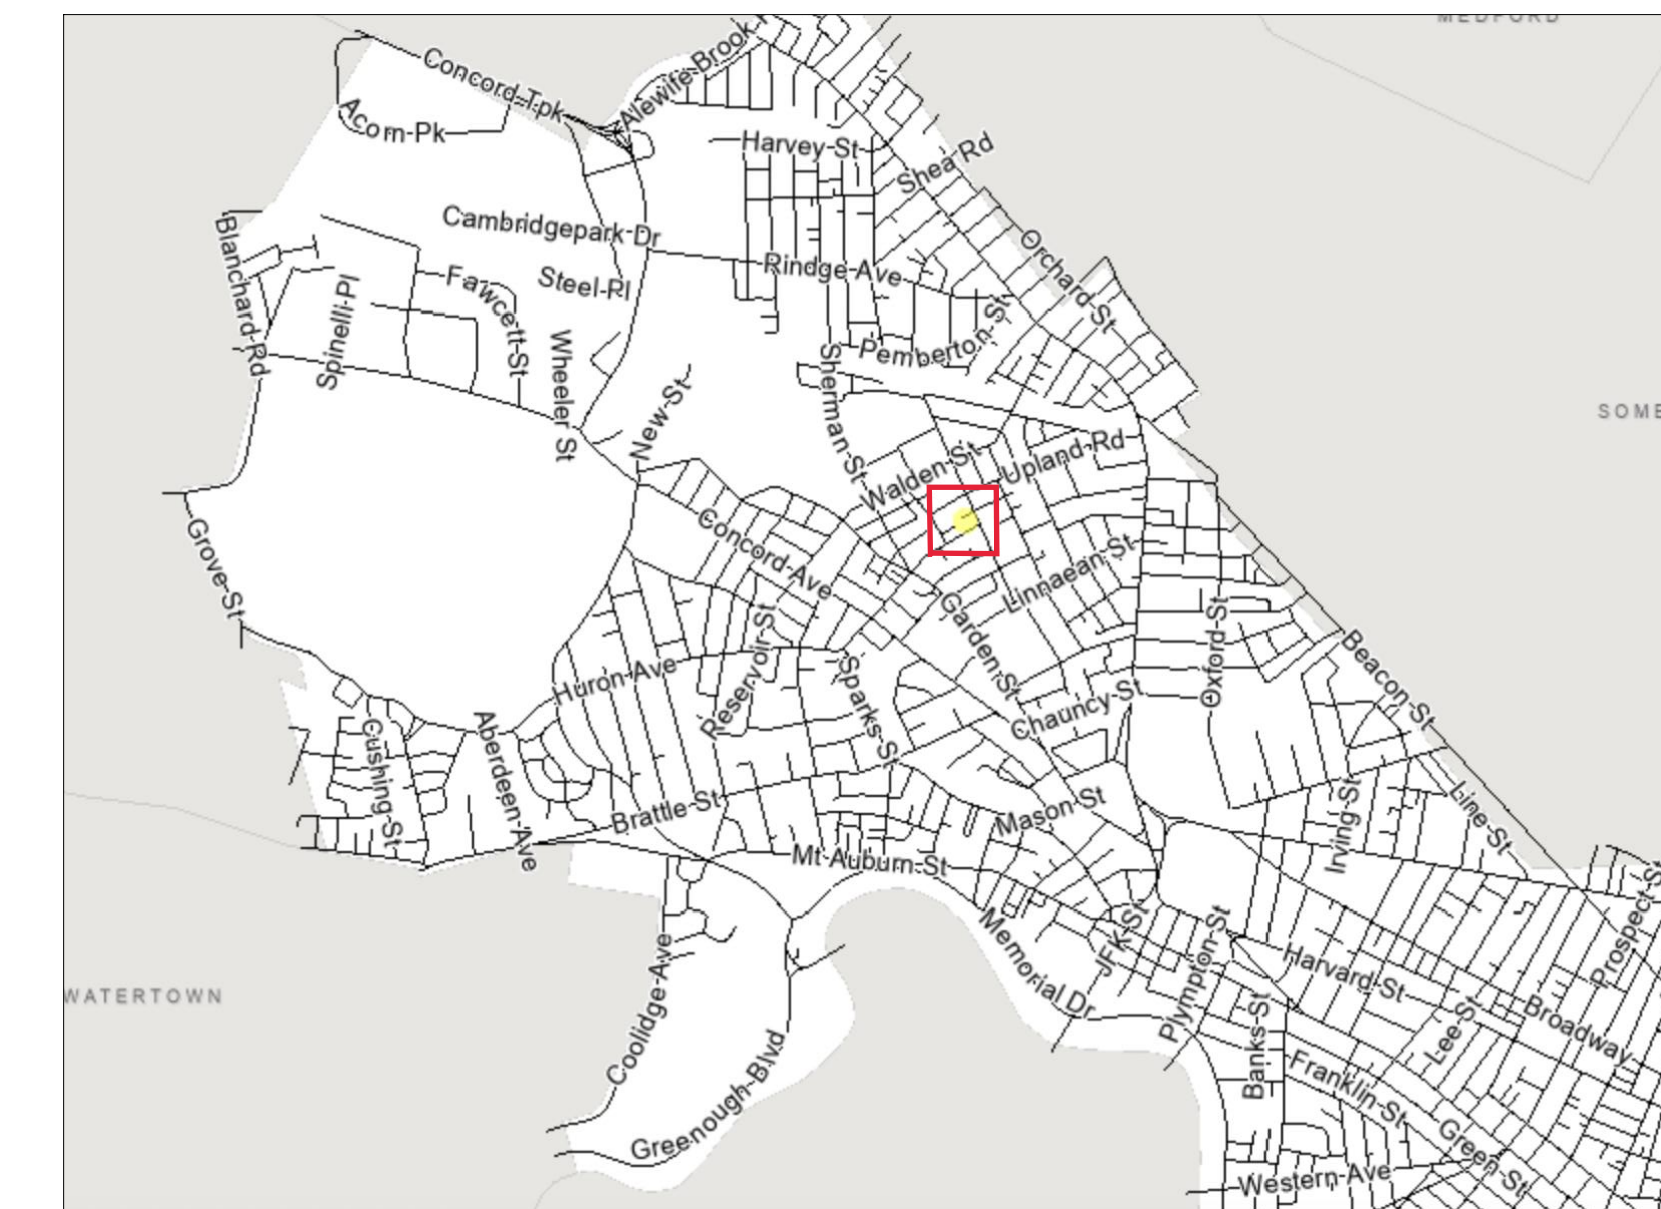 MEDFORD
Concord Tpk
Alewife Brook
Acorn Pk
Harvey St
Shea Rd
Cambridgepark Dr
Blanchard Rd
Orchard St
Rindge Ave
Fawcett St
Steel Pl
Spinelli Pl
Wheeler St
Pemberton St
Sherman St
New St
SOME
Upland Rd
Walden St
Concord Ave
Grove St
Linnaean St
Garden St
Oxford St
Reservoir St
Huron Ave
Sparks St
Beacon St
Chauncy St
Cushing St
Aberdeen Ave
Brattle St
Mason St
Irving St
Line St
Mt Auburn St
Prospect St
Memorial Dr
JFK St
Plympton St
Harvard St
WATERTOWN
Coolidge Ave
Broadway
Lee St
Banks St
Franklin St
Greenough Blvd
Green St
Western Ave